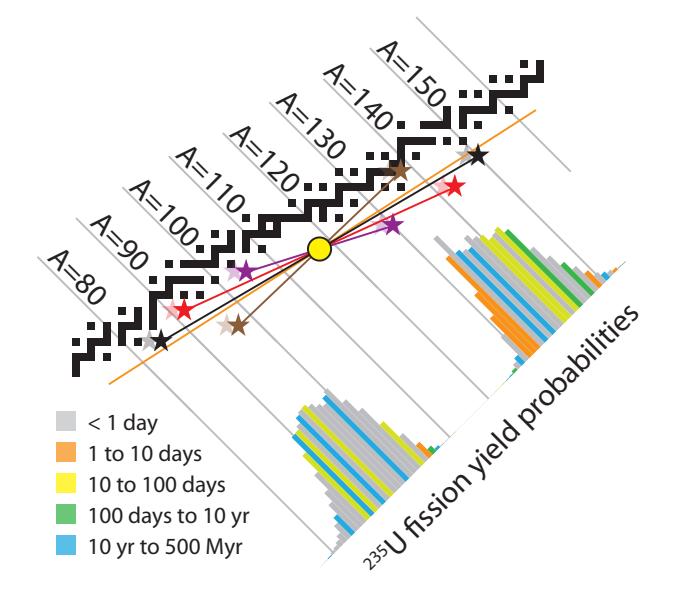 A=150
A=140
A=130
A=120
A=110
A=100
A=90
A=80
< 1 day
1 to 10 days
10 to 100 days
100 days to 10 yr
10 yr to 500 Myr
²³⁵U fission yield probabilities